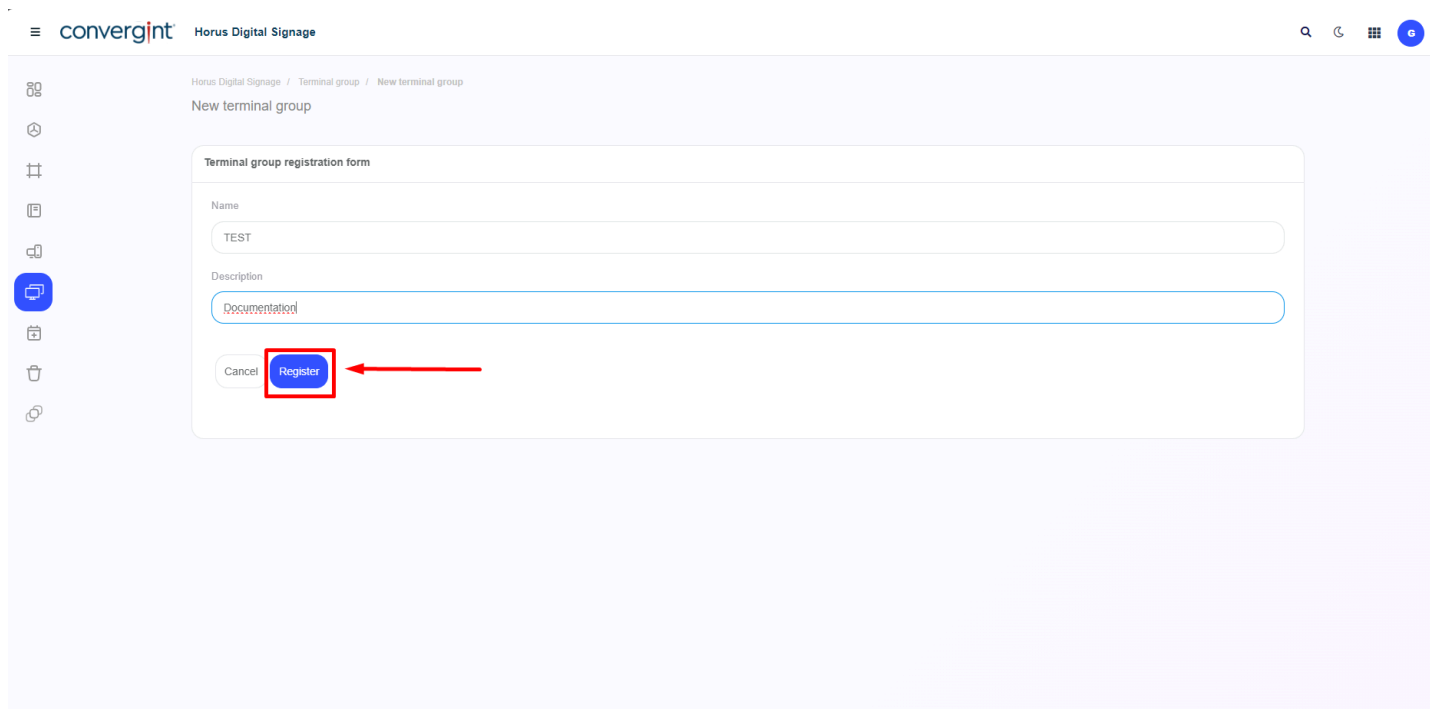 convergint Horus Digital Signage G
Horus Digital Signage / Terminal group / New terminal group
New terminal group
Terminal group registration form
Name
TEST
Description
Documentation
Cancel Register